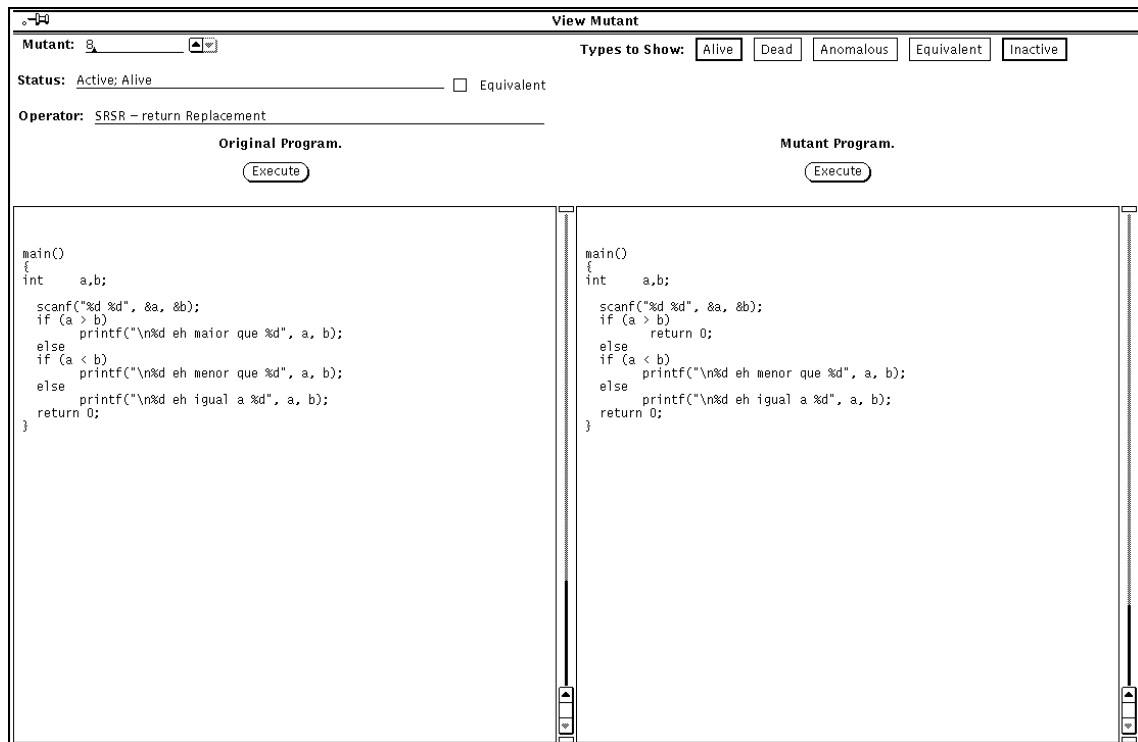 View Mutant
Mutant: 8
Types to Show: Alive Dead Anomalous Equivalent Inactive
Status: Active; Alive
Equivalent
Operator: SRSR – return Replacement
Original Program.
Execute
main()
{
int     a,b;
  scanf("%d %d", &a, &b);
  if (a > b)
        printf("\n%d eh maior que %d", a, b);
  else
  if (a < b)
        printf("\n%d eh menor que %d", a, b);
  else
        printf("\n%d eh igual a %d", a, b);
  return 0;
}
Mutant Program.
Execute
main()
{
int     a,b;
  scanf("%d %d", &a, &b);
  if (a > b)
         return 0;
  else
  if (a < b)
        printf("\n%d eh menor que %d", a, b);
  else
        printf("\n%d eh igual a %d", a, b);
  return 0;
}